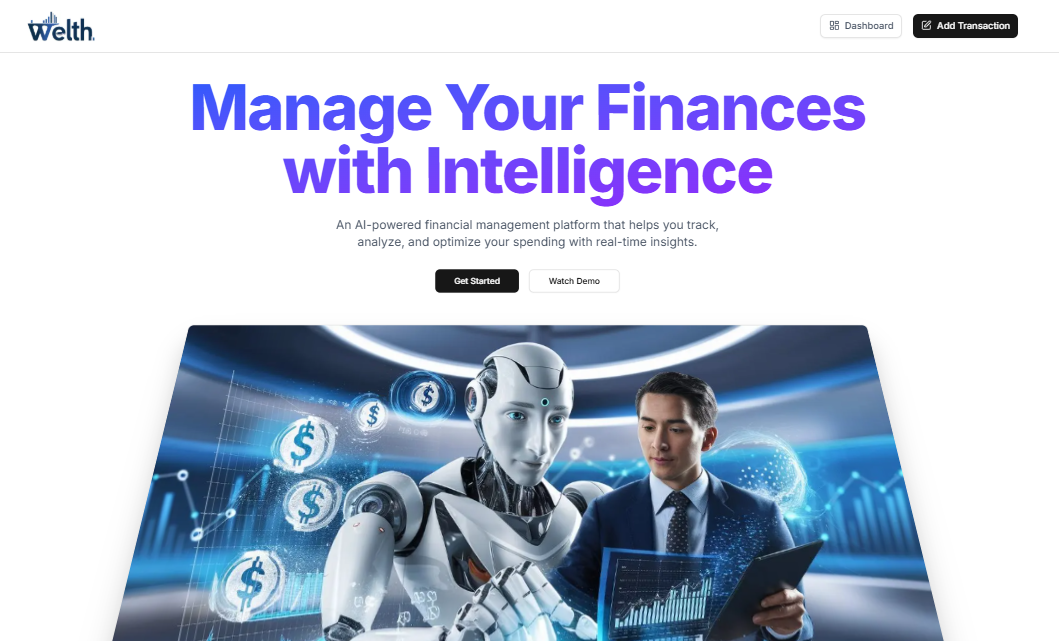 Welth
Dashboard
Add Transaction
Manage Your Finances
with Intelligence
An AI-powered financial management platform that helps you track,
analyze, and optimize your spending with real-time insights.
Get Started
Watch Demo
$
$
$
$
$